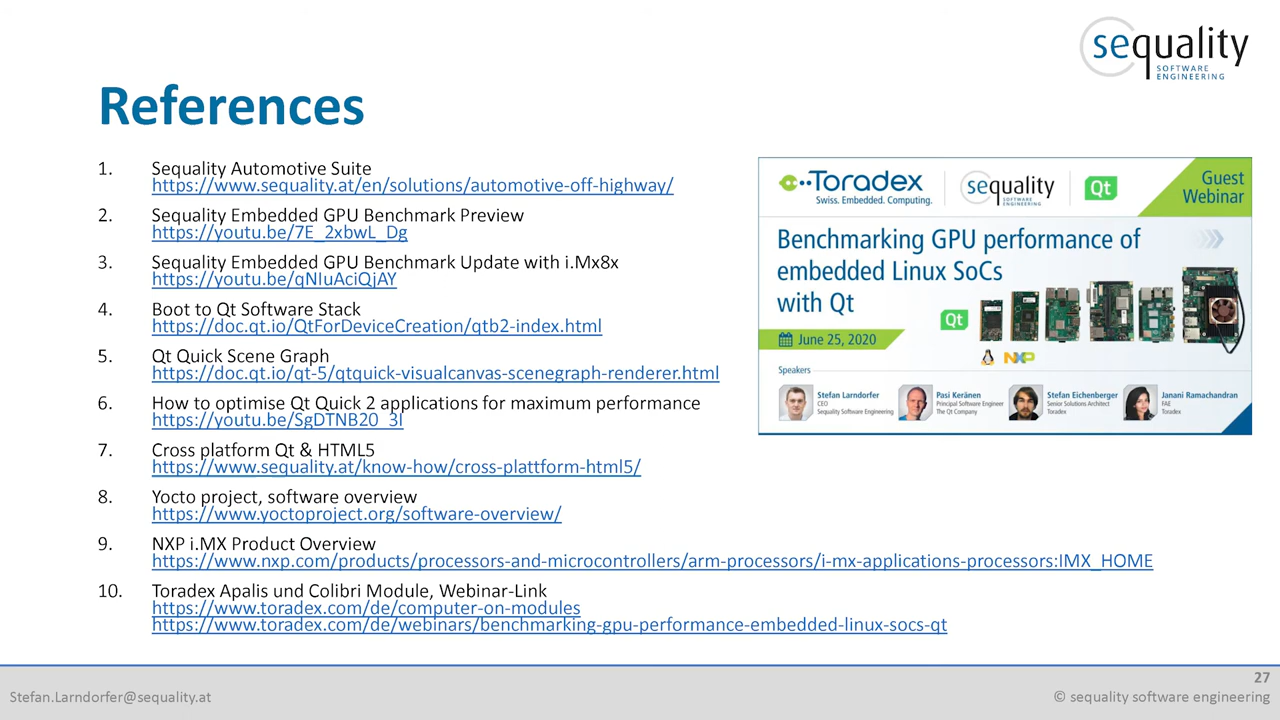 sequality
SOFTWARE
ENGINEERING
References
1. Sequality Automotive Suite
https://www.sequality.at/en/solutions/automotive-off-highway/
2. Sequality Embedded GPU Benchmark Preview
https://youtu.be/7E_2xbwL_Dg
3. Sequality Embedded GPU Benchmark Update with i.Mx8x
https://youtu.be/qNIuAciQjAY
4. Boot to Qt Software Stack
https://doc.qt.io/QtForDeviceCreation/qtb2-index.html
5. Qt Quick Scene Graph
https://doc.qt.io/qt-5/qtquick-visualcanvas-scenegraph-renderer.html
6. How to optimise Qt Quick 2 applications for maximum performance
https://youtu.be/SgDTNB20_3I
7. Cross platform Qt & HTML5
https://www.sequality.at/know-how/cross-plattform-html5/
8. Yocto project, software overview
https://www.yoctoproject.org/software-overview/
9. NXP i.MX Product Overview
https://www.nxp.com/products/processors-and-microcontrollers/arm-processors/i-mx-applications-processors:IMX_HOME
10. Toradex Apalis und Colibri Module, Webinar-Link
https://www.toradex.com/de/computer-on-modules
https://www.toradex.com/de/webinars/benchmarking-gpu-performance-embedded-linux-socs-qt
Toradex
Swiss. Embedded. Computing.
sequality
SOFTWARE
ENGINEERING
Qt
Guest
Webinar
Benchmarking GPU performance of
embedded Linux SoCs
with Qt
Qt
June 25, 2020
NXP
Speakers
Stefan Larndorfer
CEO
Sequality Software Engineering
Pasi Keränen
Principal Software Engineer
The Qt Company
Stefan Eichenberger
Senior Solutions Architect
Toradex
Janani Ramachandran
FAE
Toradex
27
Stefan.Larndorfer@sequality.at
© sequality software engineering